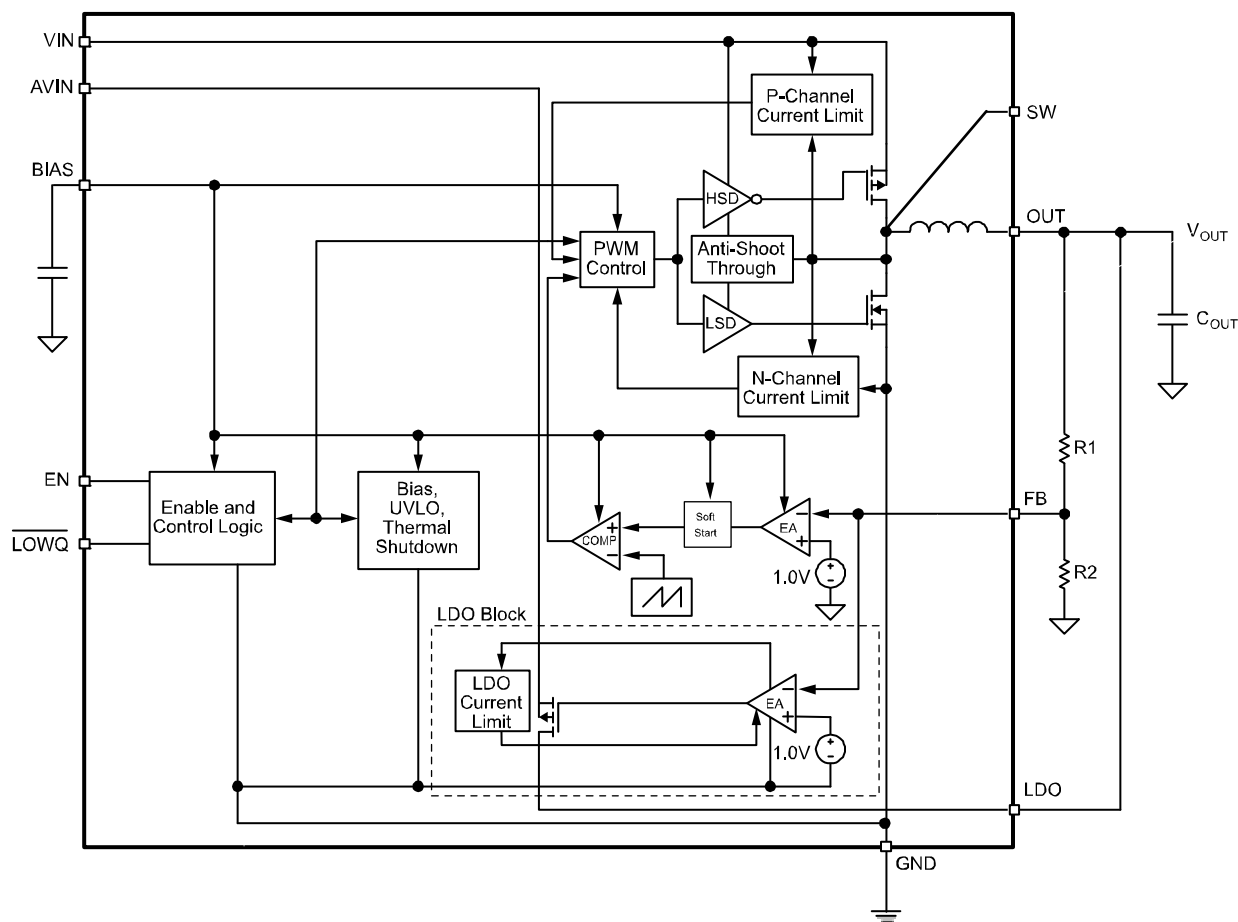 VIN
AVIN
BIAS
P-Channel
Current Limit
SW
HSD
OUT
V_OUT
PWM
Control
Anti-Shoot
Through
LSD
C_OUT
N-Channel
Current Limit
R1
EN
Enable and
Control Logic
LOWQ
Bias,
UVLO,
Thermal
Shutdown
FB
Soft
Start
EA
COMP
1.0V
R2
LDO Block
LDO
Current
Limit
EA
1.0V
LDO
GND